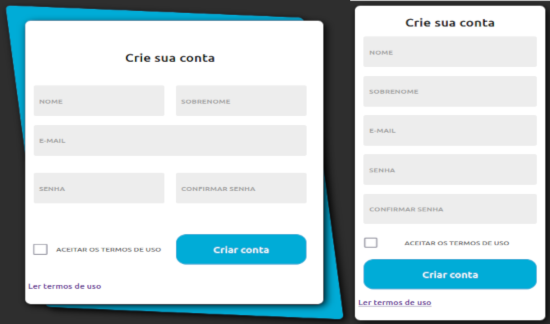 Crie sua conta
NOME SOBRENOME
E-MAIL
SENHA CONFIRMAR SENHA
ACEITAR OS TERMOS DE USO Criar conta
Ler termos de uso
Crie sua conta
NOME
SOBRENOME
E-MAIL
SENHA
CONFIRMAR SENHA
ACEITAR OS TERMOS DE USO
Criar conta
Ler termos de uso